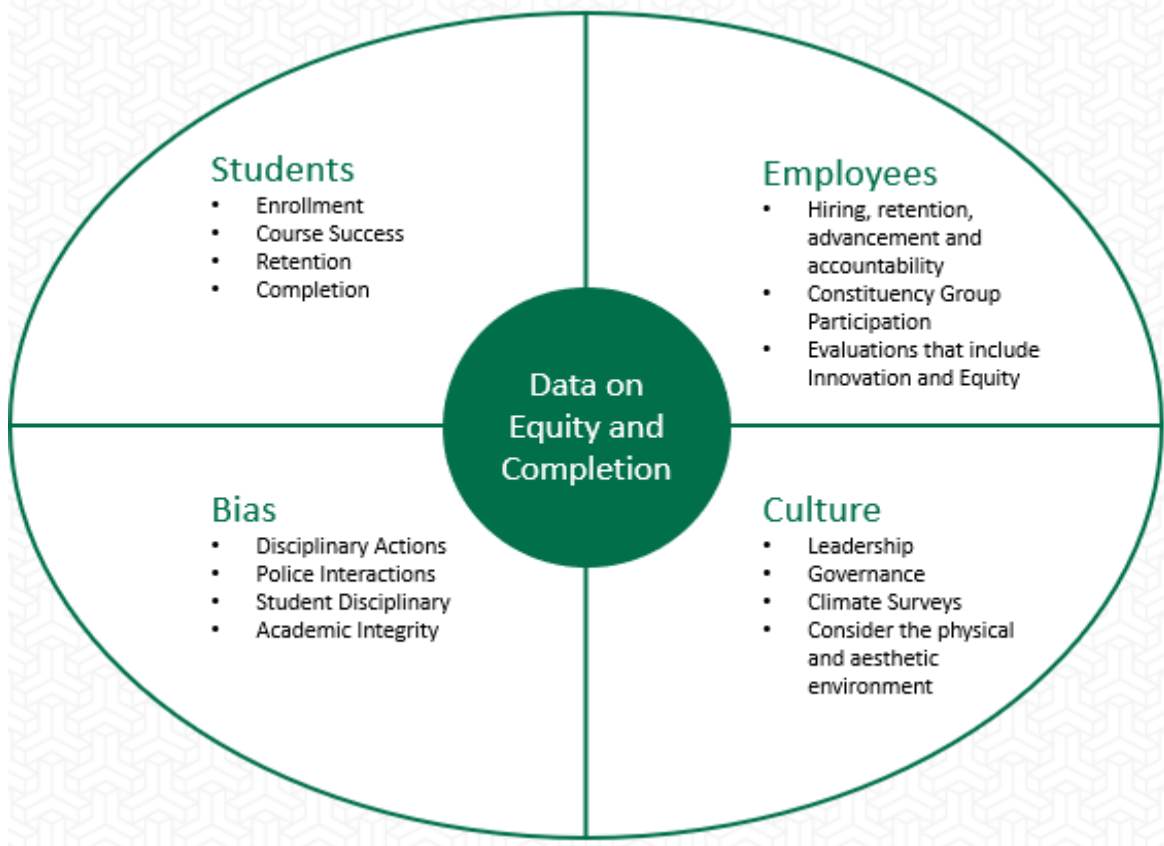 Students
• Enrollment
• Course Success
• Retention
• Completion
Employees
• Hiring, retention,
advancement and
accountability
• Constituency Group
Participation
• Evaluations that include
Innovation and Equity
Data on
Equity and
Completion
Bias
• Disciplinary Actions
• Police Interactions
• Student Disciplinary
• Academic Integrity
Culture
• Leadership
• Governance
• Climate Surveys
• Consider the physical
and aesthetic
environment